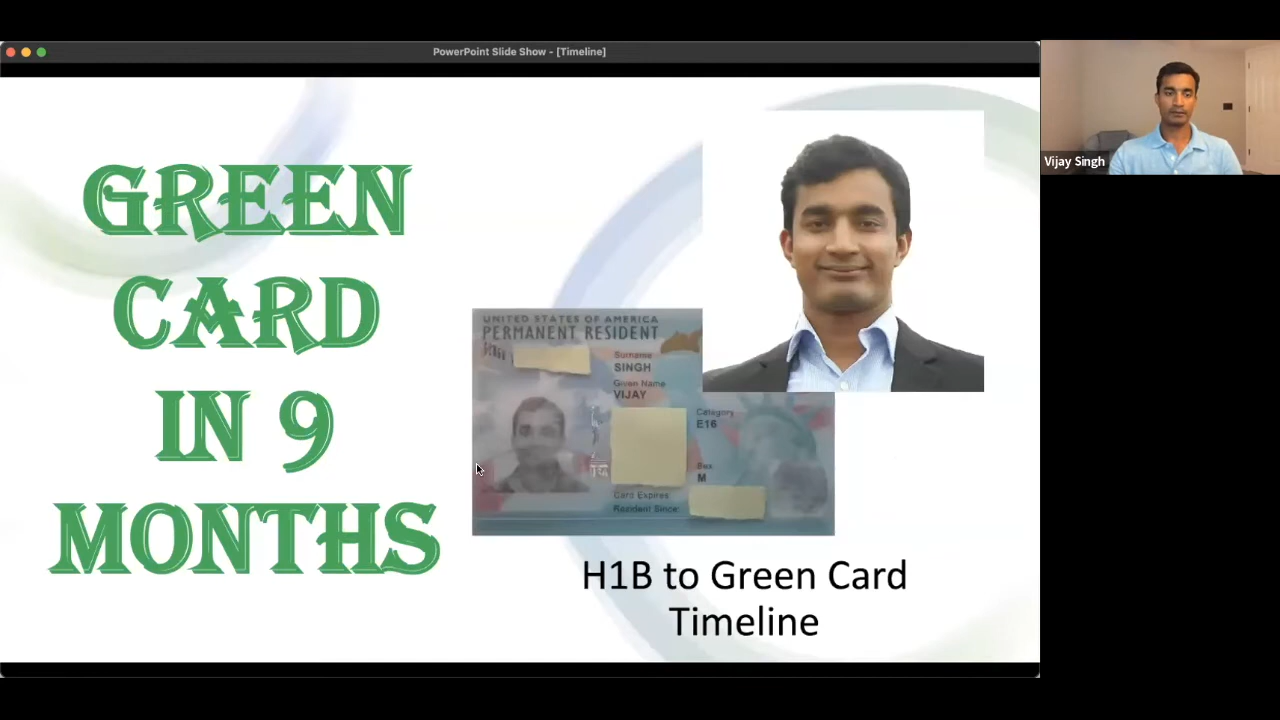 PowerPoint Slide Show - [Timeline]
Vijay Singh
GREEN
CARD
IN 9
MONTHS
UNITED STATES OF AMERICA
PERMANENT RESIDENT
Surname
SINGH
Given Name
VIJAY
Category
E16
Sex
M
Card Expires
Resident Since:
H1B to Green Card
Timeline